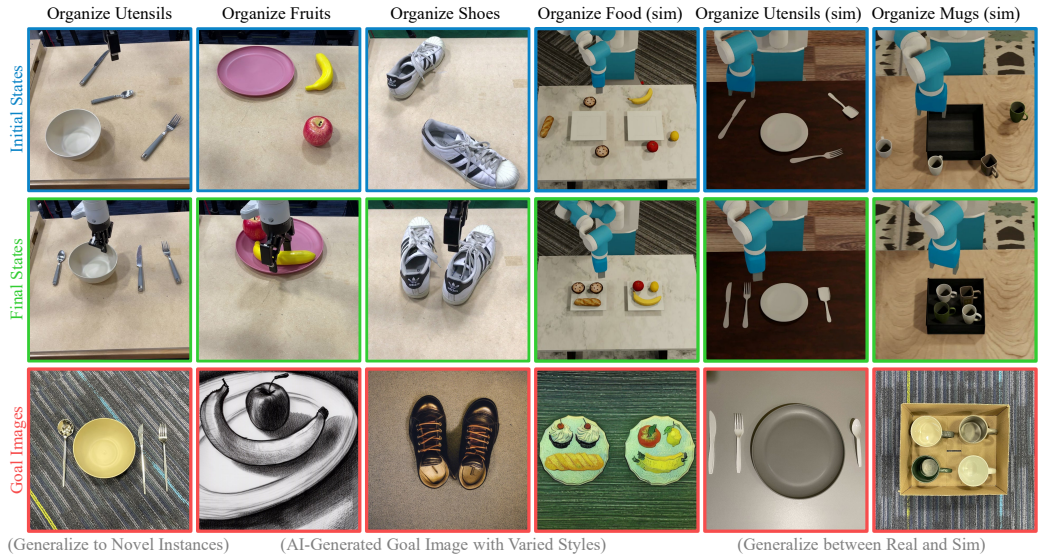 Organize Utensils Organize Fruits Organize Shoes Organize Food (sim) Organize Utensils (sim) Organize Mugs (sim)
Initial States
Final States
Goal Images
(Generalize to Novel Instances) (AI-Generated Goal Image with Varied Styles) (Generalize between Real and Sim)